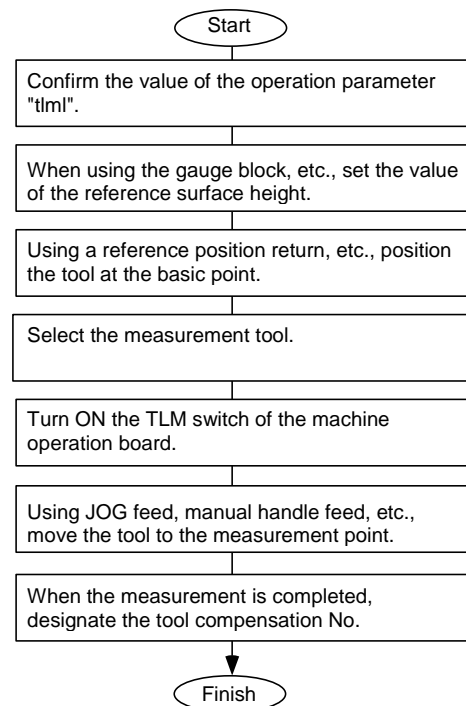 Start
Confirm the value of the operation parameter
"tlml".
When using the gauge block, etc., set the value
of the reference surface height.
Using a reference position return, etc., position
the tool at the basic point.
Select the measurement tool.
Turn ON the TLM switch of the machine
operation board.
Using JOG feed, manual handle feed, etc.,
move the tool to the measurement point.
When the measurement is completed,
designate the tool compensation No.
Finish